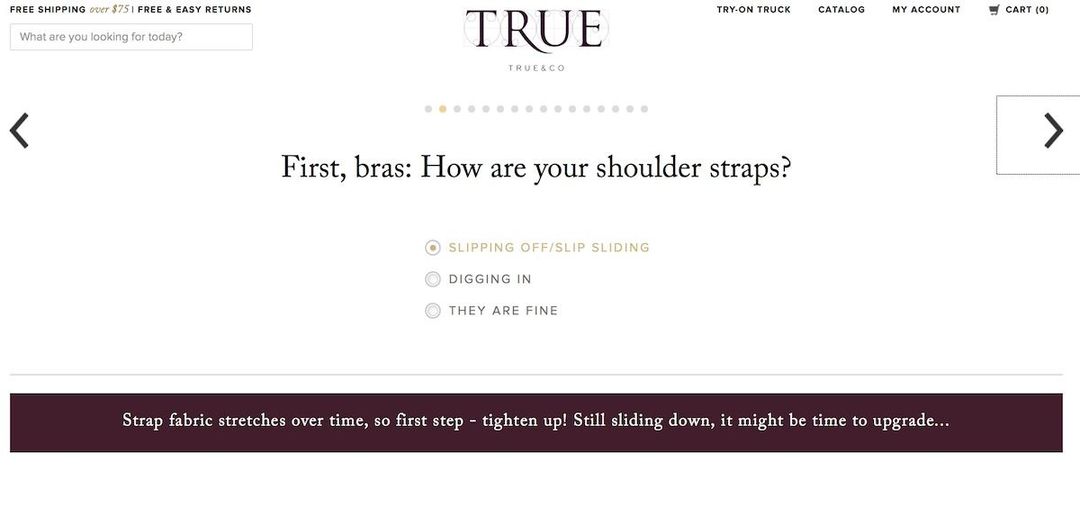 FREE SHIPPING over $75 | FREE & EASY RETURNS
TRY-ON TRUCK CATALOG MY ACCOUNT CART (0)
What are you looking for today?
TRUE
TRUE&CO
First, bras: How are your shoulder straps?
SLIPPING OFF/SLIP SLIDING
DIGGING IN
THEY ARE FINE
Strap fabric stretches over time, so first step - tighten up! Still sliding down, it might be time to upgrade...